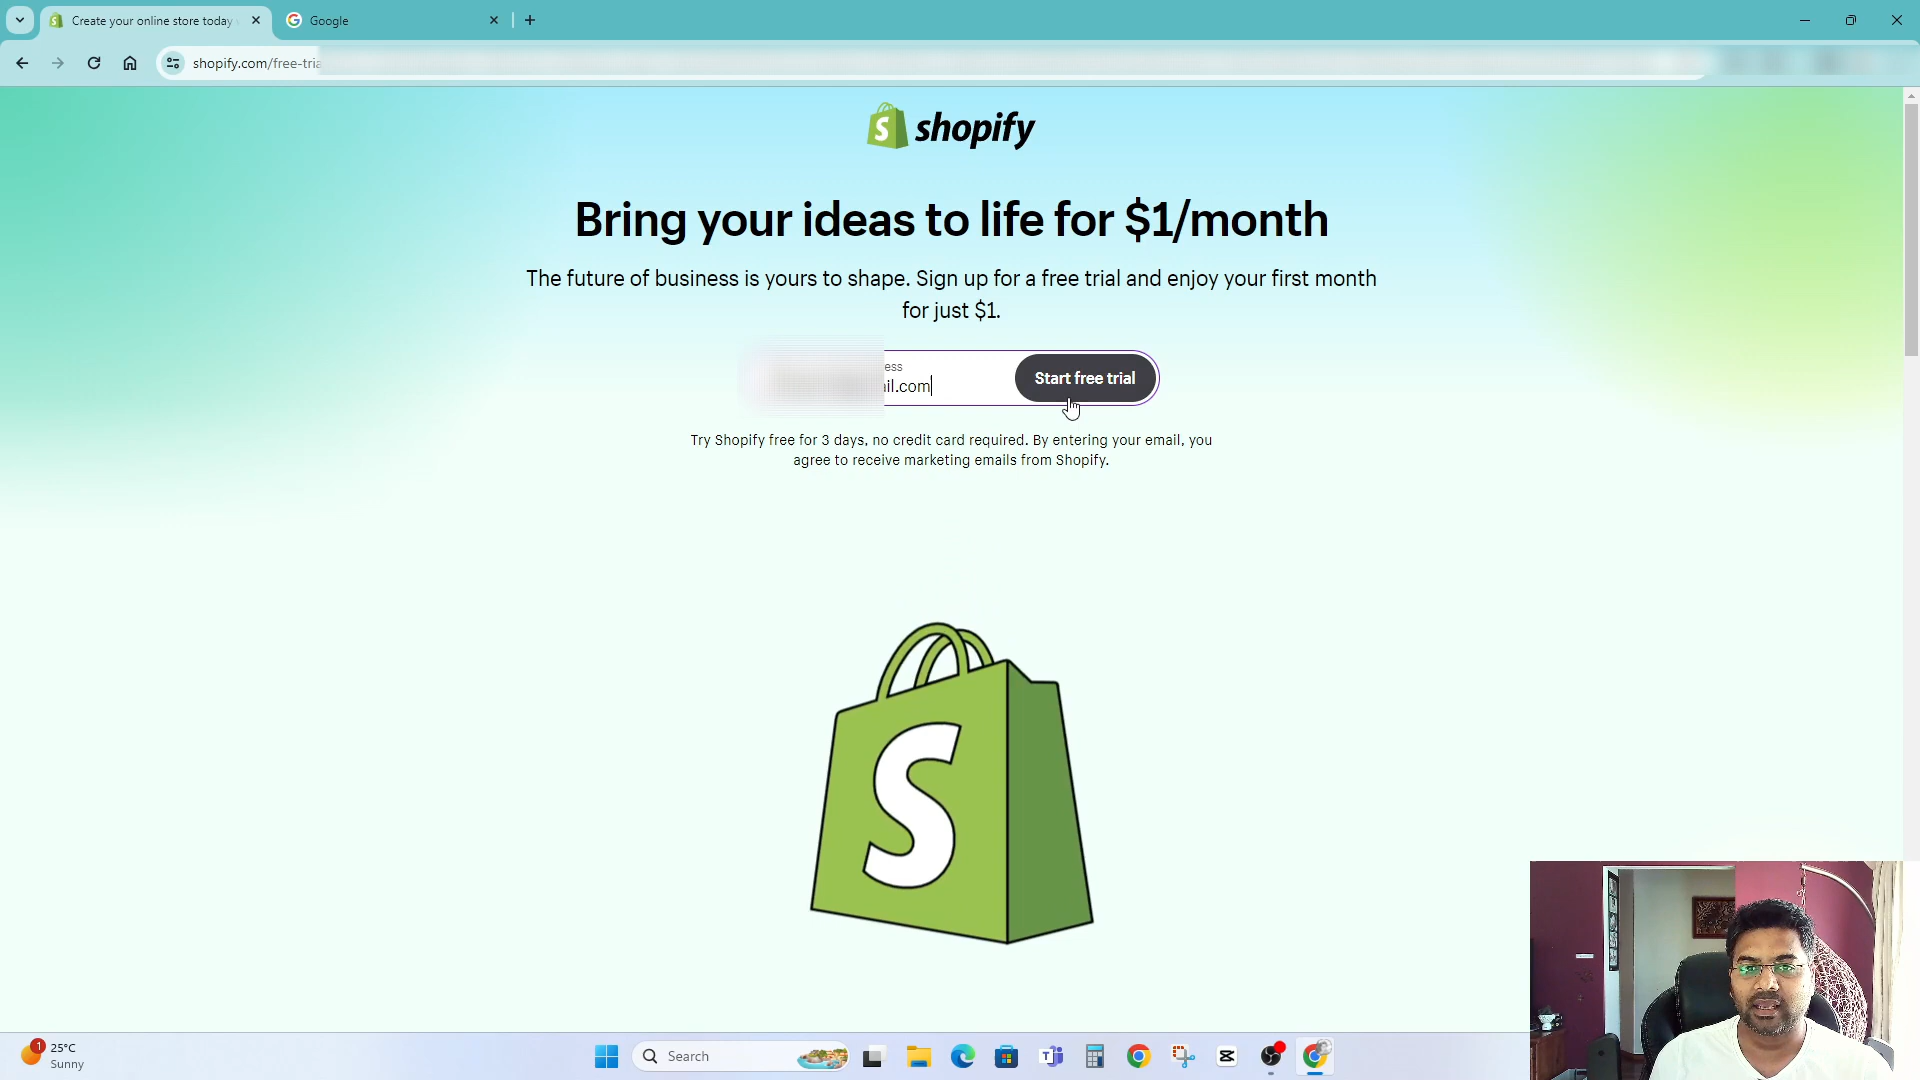 Create your online store today
Google
shopify.com/free-tria
shopify
Bring your ideas to life for $1/month
The future of business is yours to shape. Sign up for a free trial and enjoy your first month
for just $1.
ess
il.com
Start free trial
Try Shopify free for 3 days, no credit card required. By entering your email, you
agree to receive marketing emails from Shopify.
S
1
25°C
Sunny
Search